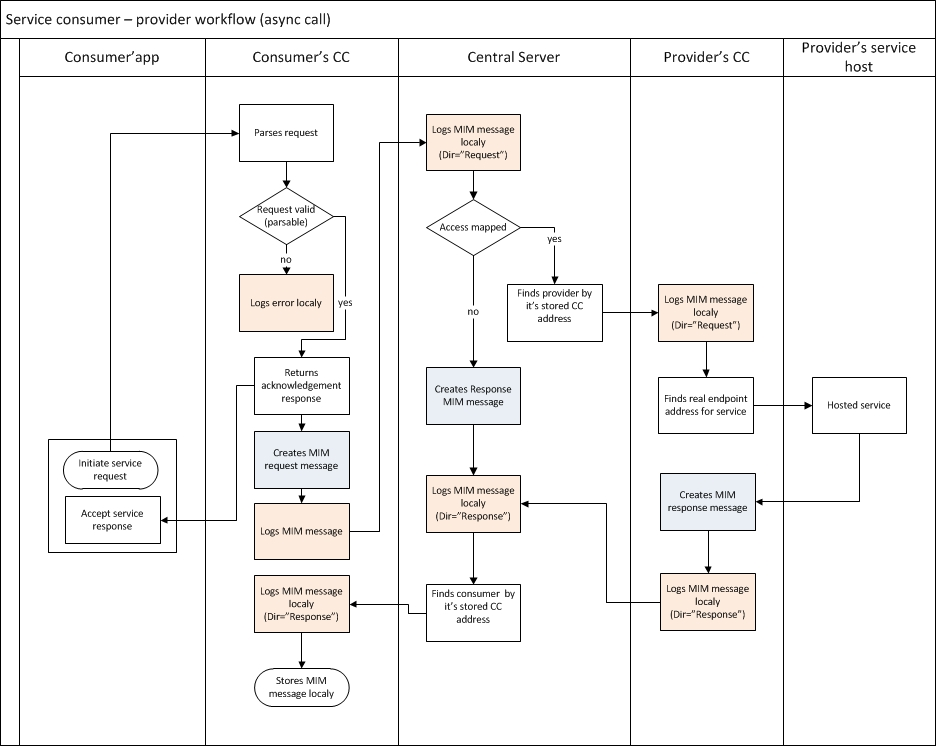 Service consumer – provider workflow (async call)
Consumer'app
Consumer's CC
Central Server
Provider's CC
Provider's service
host
Initiate service
request
Accept service
response
Parses request
Request valid
(parsable)
no
yes
Logs error localy
Returns
acknowledgement
response
Creates MIM
request message
Logs MIM message
Logs MIM message
localy
(Dir="Response")
Stores MIM
message localy
Logs MIM message
localy
(Dir="Request")
Access mapped
yes
no
Finds provider by
it's stored CC
address
Creates Response
MIM message
Logs MIM message
localy
(Dir="Response")
Finds consumer by
it's stored CC
address
Logs MIM message
localy
(Dir="Request")
Finds real endpoint
address for service
Creates MIM
response message
Logs MIM message
localy
(Dir="Response")
Hosted service